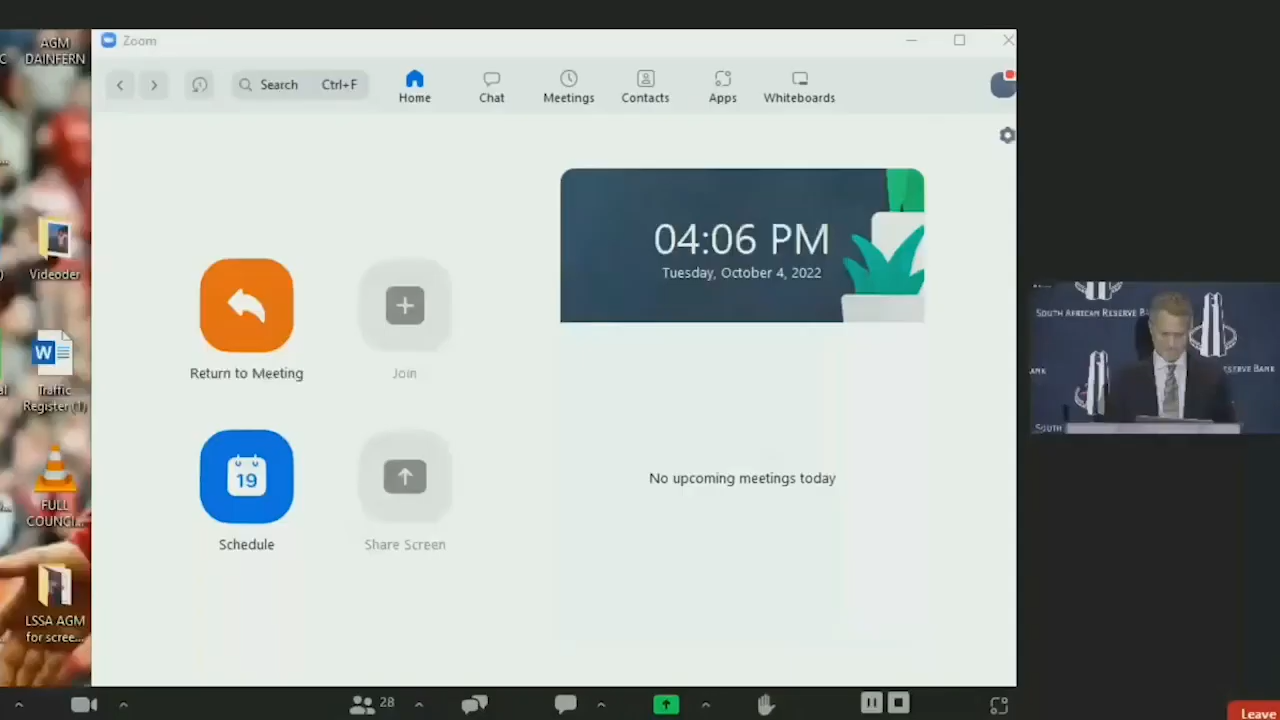 AGM
DAINFERN
Videoder
W
Traffic
Register (1)
FULL
COUNCI...
LSSA AGM
for scree...
Zoom
Search Ctrl+F
Home
Chat
Meetings
Contacts
Apps
Whiteboards
04:06 PM
Tuesday, October 4, 2022
Return to Meeting
Join
19
Schedule
Share Screen
No upcoming meetings today
SOUTH AFRICAN RESERVE
RESERVE BANK
SOUTH
28
Leave